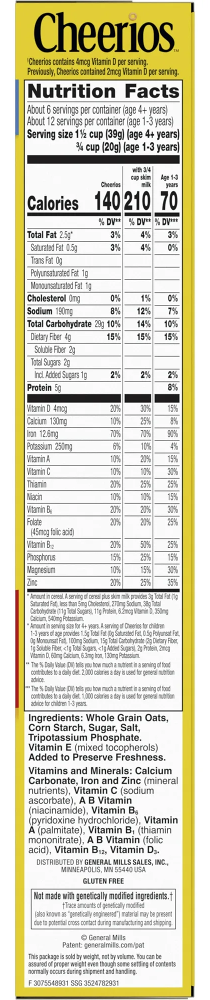 Cheerios™
§Cheerios contains 4mcg Vitamin D per serving.
Previously, Cheerios contained 2mcg Vitamin D per serving.
Nutrition Facts
About 6 servings per container (age 4+ years)
About 12 servings per container (age 1-3 years)
Serving size 1½ cup (39g) (age 4+ years)
¾ cup (20g) (age 1-3 years)
Cheerios with 3/4 cup skim milk Age 1-3 years
Calories 140 210 70
% DV** % DV** % DV***
Total Fat 2.5g* 3% 4% 3%
Saturated Fat 0.5g 3% 4% 0%
Trans Fat 0g
Polyunsaturated Fat 1g
Monounsaturated Fat 1g
Cholesterol 0mg 0% 1% 0%
Sodium 190mg 8% 12% 7%
Total Carbohydrate 29g 10% 14% 10%
Dietary Fiber 4g 15% 15% 15%
Soluble Fiber 2g
Total Sugars 2g
Incl. Added Sugars 1g 2% 2% 2%
Protein 5g 8%
Vitamin D 4mcg 20% 30% 15%
Calcium 130mg 10% 25% 8%
Iron 12.6mg 70% 70% 90%
Potassium 250mg 6% 10% 4%
Vitamin A 10% 20% 15%
Vitamin C 10% 10% 30%
Thiamin 20% 25% 25%
Niacin 10% 10% 15%
Vitamin B6 20% 20% 30%
Folate 20% 20% 25%
(45mcg folic acid)
Vitamin B12 20% 50% 25%
Phosphorus 15% 25% 15%
Magnesium 10% 15% 30%
Zinc 20% 25% 35%
* Amount in cereal. A serving of cereal plus skim milk provides 3g Total Fat (1g
Saturated Fat), less than 5mg Cholesterol, 270mg Sodium, 38g Total
Carbohydrate (11g Total Sugars), 11g Protein, 6.2mcg Vitamin D, 350mg
Calcium, 540mg Potassium.
* Amount in serving size for 4+ years. A serving of Cheerios for children
1-3 years of age provides 1.5g Total Fat (0g Saturated Fat, 0.5g Polyunsat Fat,
0g Monounsat Fat), 100mg Sodium, 15g Total Carbohydrate (2g Dietary Fiber,
1g Soluble Fiber, <1g Total Sugars, <1g Added Sugars), 2g Protein, 2mcg
Vitamin D, 60mg Calcium, 6.3mg Iron, 130mg Potassium.
** The % Daily Value (DV) tells you how much a nutrient in a serving of food
contributes to a daily diet. 2,000 calories a day is used for general nutrition
advice.
*** The % Daily Value (DV) tells you how much a nutrient in a serving of food
contributes to a daily diet. 1,000 calories a day is used for general nutrition
advice for children 1-3 years.
Ingredients: Whole Grain Oats,
Corn Starch, Sugar, Salt,
Tripotassium Phosphate.
Vitamin E (mixed tocopherols)
Added to Preserve Freshness.
Vitamins and Minerals: Calcium
Carbonate, Iron and Zinc (mineral
nutrients), Vitamin C (sodium
ascorbate), A B Vitamin
(niacinamide), Vitamin B6
(pyridoxine hydrochloride), Vitamin
A (palmitate), Vitamin B1 (thiamin
mononitrate), A B Vitamin (folic
acid), Vitamin B12, Vitamin D3.
DISTRIBUTED BY GENERAL MILLS SALES, INC.,
MINNEAPOLIS, MN 55440 USA
GLUTEN FREE
Not made with genetically modified ingredients.†
†Trace amounts of genetically modified
(also known as "genetically engineered") material may be present
due to potential cross contact during manufacturing and shipping.
© General Mills
Patent: generalmills.com/pat
This package is sold by weight, not by volume. You can be
assured of proper weight even though some settling of contents
normally occurs during shipment and handling.
F 3075548931 SSG 3524782931